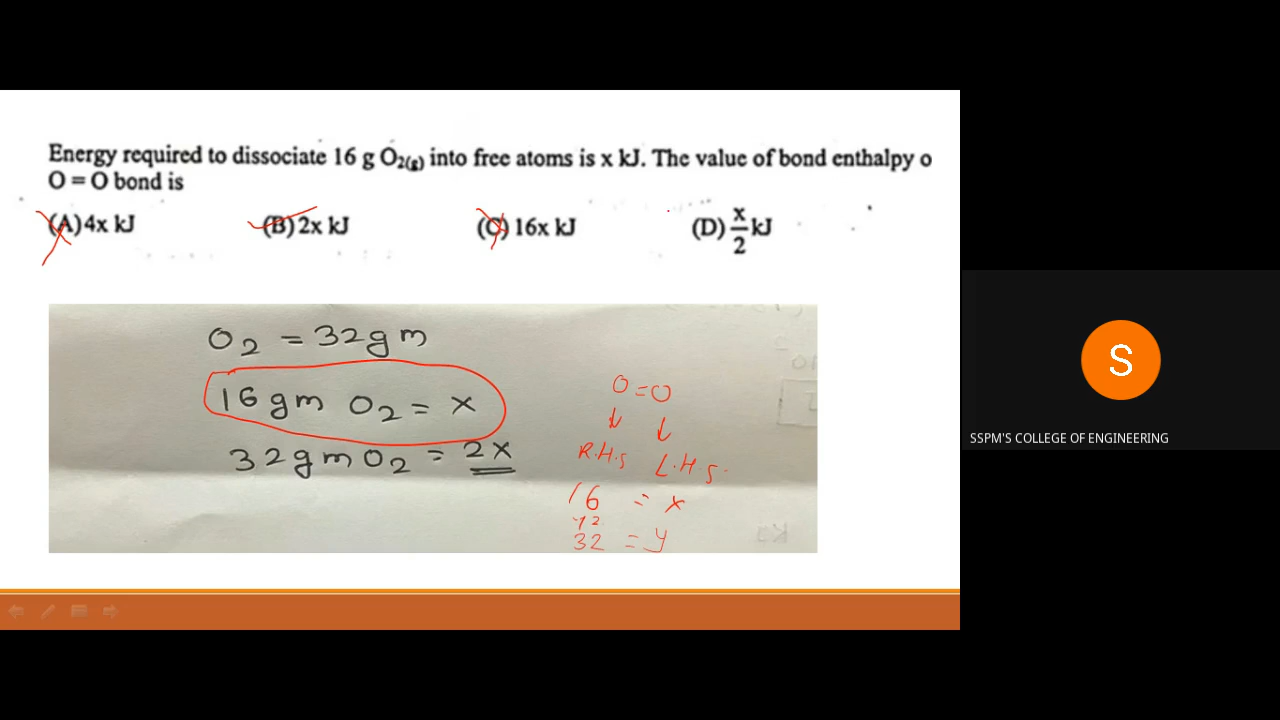 Energy required to dissociate 16 g O₂(g) into free atoms is x kJ. The value of bond enthalpy o
O = O bond is
(A) 4x kJ (B) 2x kJ (C) 16x kJ (D) x/2 kJ
O₂ = 32gm
16gm O₂ = x
32gm O₂ = 2x
O=O
↓ ↓
R.H.S L.H.S.
16 = x
32 = y
S
SSPM'S COLLEGE OF ENGINEERING